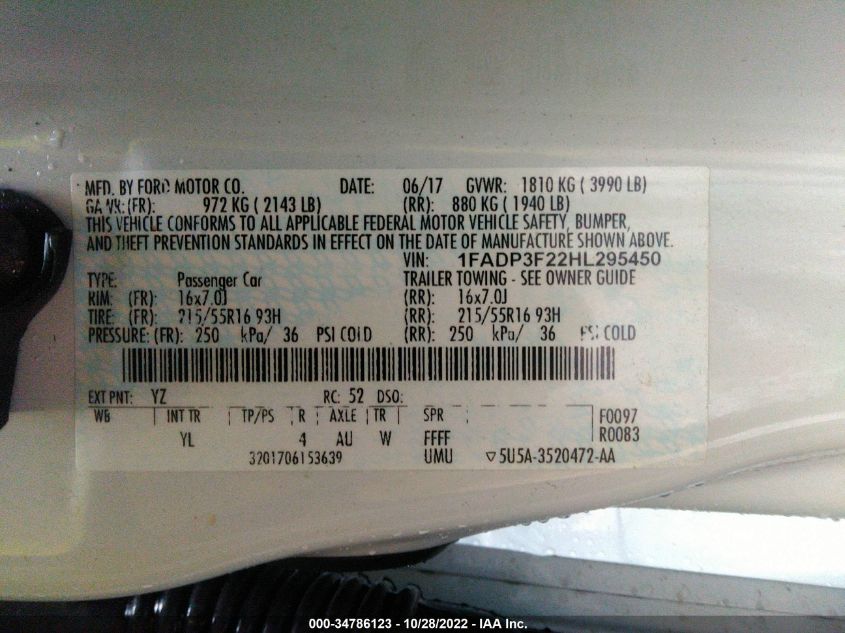 MFD. BY FORD MOTOR CO. DATE: 06/17 GVWR: 1810 KG ( 3990 LB)
GAWR: (FR): 972 KG ( 2143 LB) (RR): 880 KG ( 1940 LB)
THIS VEHICLE CONFORMS TO ALL APPLICABLE FEDERAL MOTOR VEHICLE SAFETY, BUMPER,
AND THEFT PREVENTION STANDARDS IN EFFECT ON THE DATE OF MANUFACTURE SHOWN ABOVE.
VIN: 1FADP3F22HL295450
TYPE: Passenger Car TRAILER TOWING - SEE OWNER GUIDE
RIM: (FR): 16x7.0J (RR): 16x7.0J
TIRE: (FR): 215/55R16 93H (RR): 215/55R16 93H
PRESSURE: (FR): 250 kPa/ 36 PSI COLD (RR): 250 kPa/ 36 PSI COLD
EXT PNT: YZ RC: 52 DSO:
WB INT TR TP/PS R AXLE TR SPR F0097
YL 4 AU W FFFF R0083
3201706153639 UMU ▽5U5A-3520472-AA
000-34786123 - 10/28/2022 - IAA Inc.